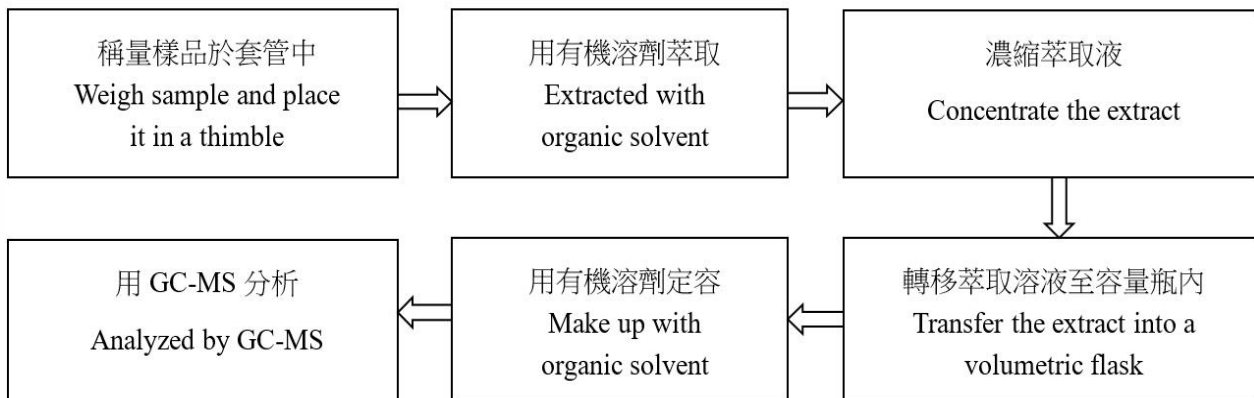 稱量樣品於套管中
Weigh sample and place
it in a thimble
用有機溶劑萃取
Extracted with
organic solvent
濃縮萃取液
Concentrate the extract
轉移萃取溶液至容量瓶內
Transfer the extract into a
volumetric flask
用有機溶劑定容
Make up with
organic solvent
用 GC-MS 分析
Analyzed by GC-MS